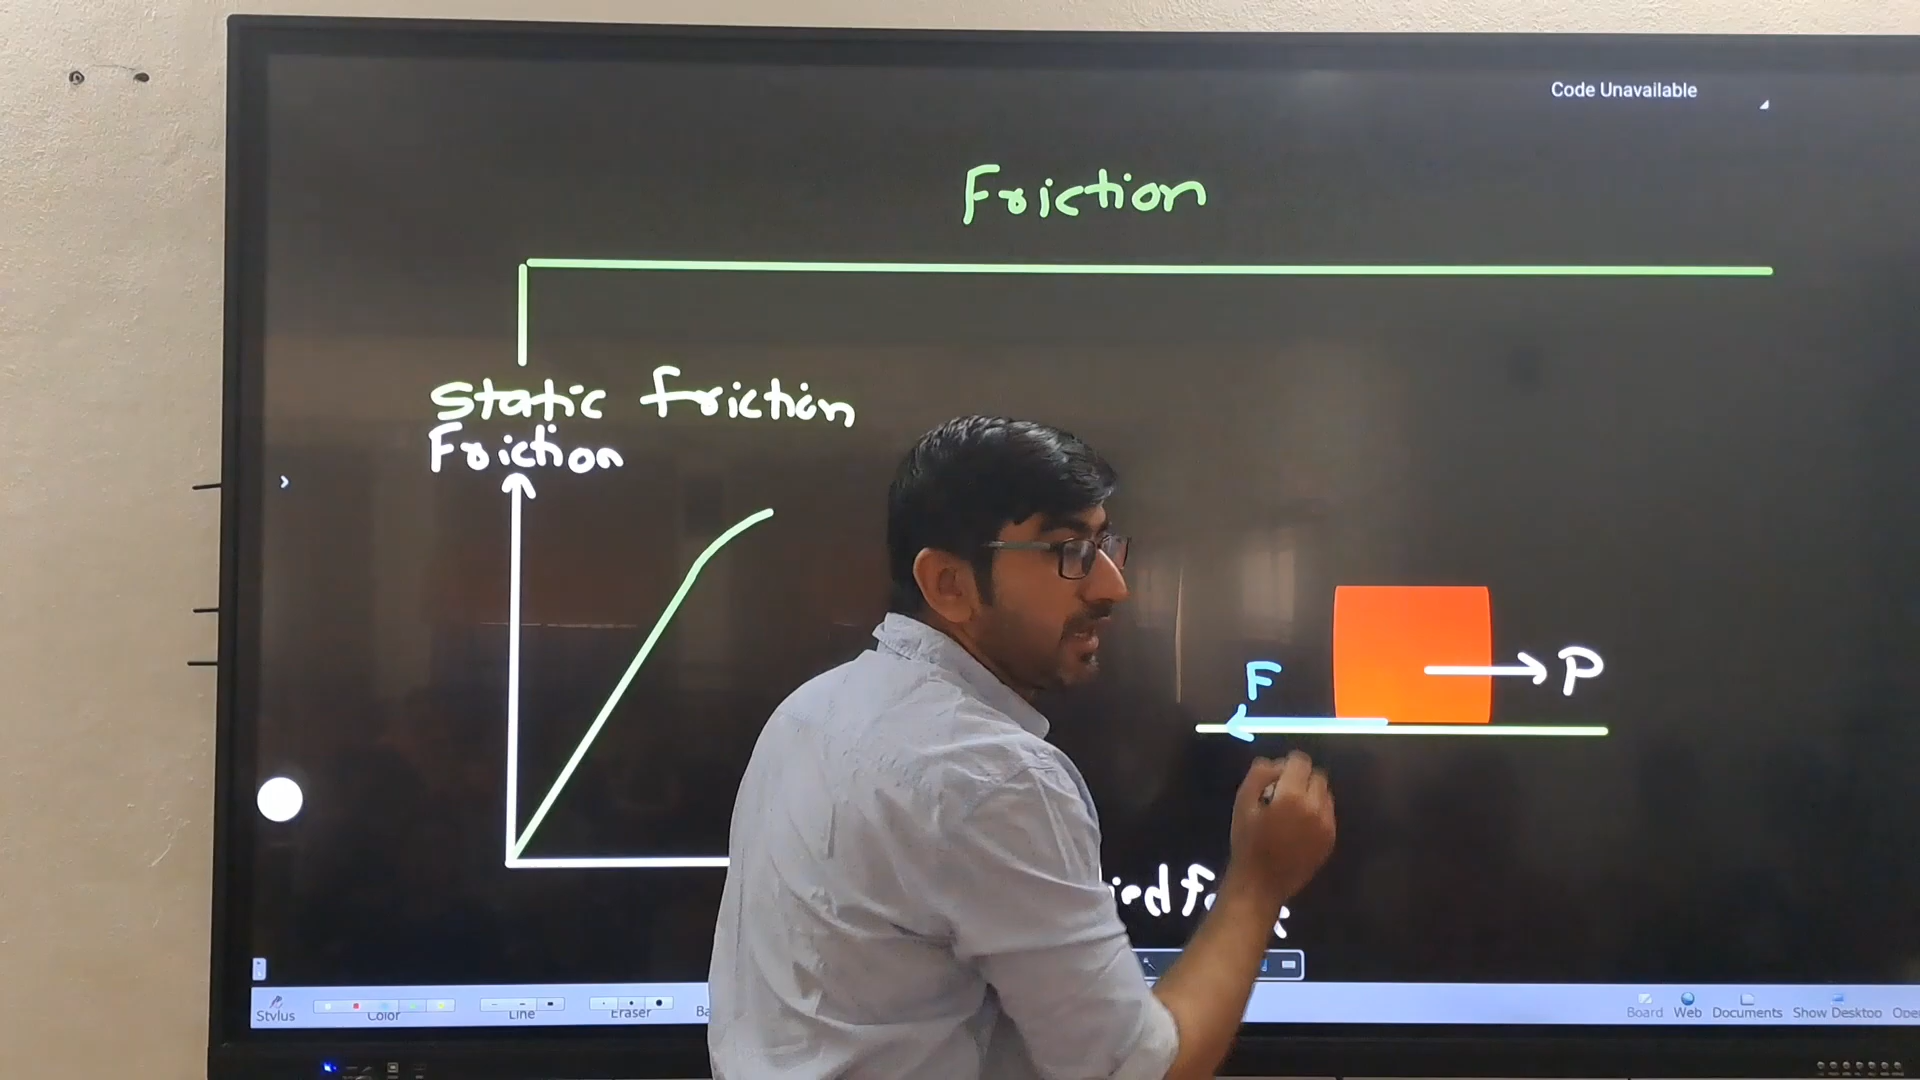 Code Unavailable
Friction
Static friction
Friction
F
P
Stylus
Color
Line
Eraser
Board
Web
Documents
Show Desktop